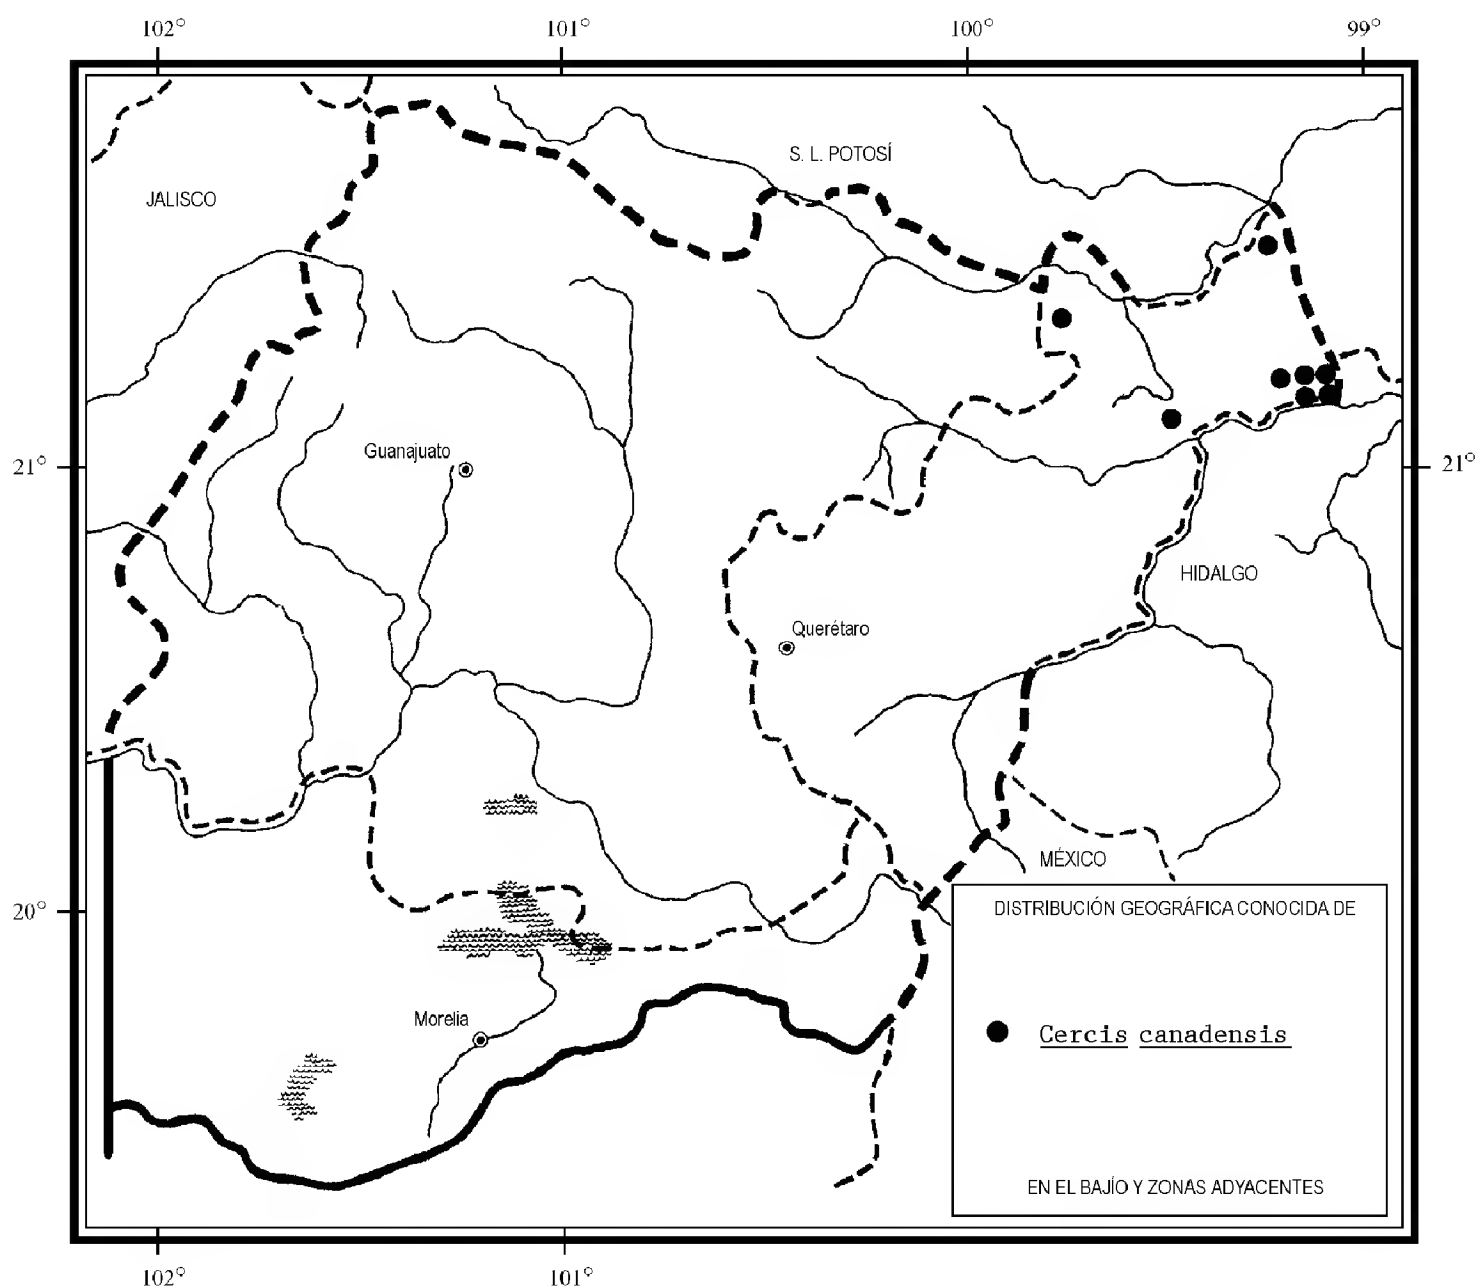 102° 101° 100° 99°
S. L. POTOSÍ
JALISCO
Guanajuato
21° 21°
HIDALGO
Querétaro
MÉXICO
20°
DISTRIBUCIÓN GEOGRÁFICA CONOCIDA DE
Morelia
Cercis canadensis
EN EL BAJÍO Y ZONAS ADYACENTES
102° 101°